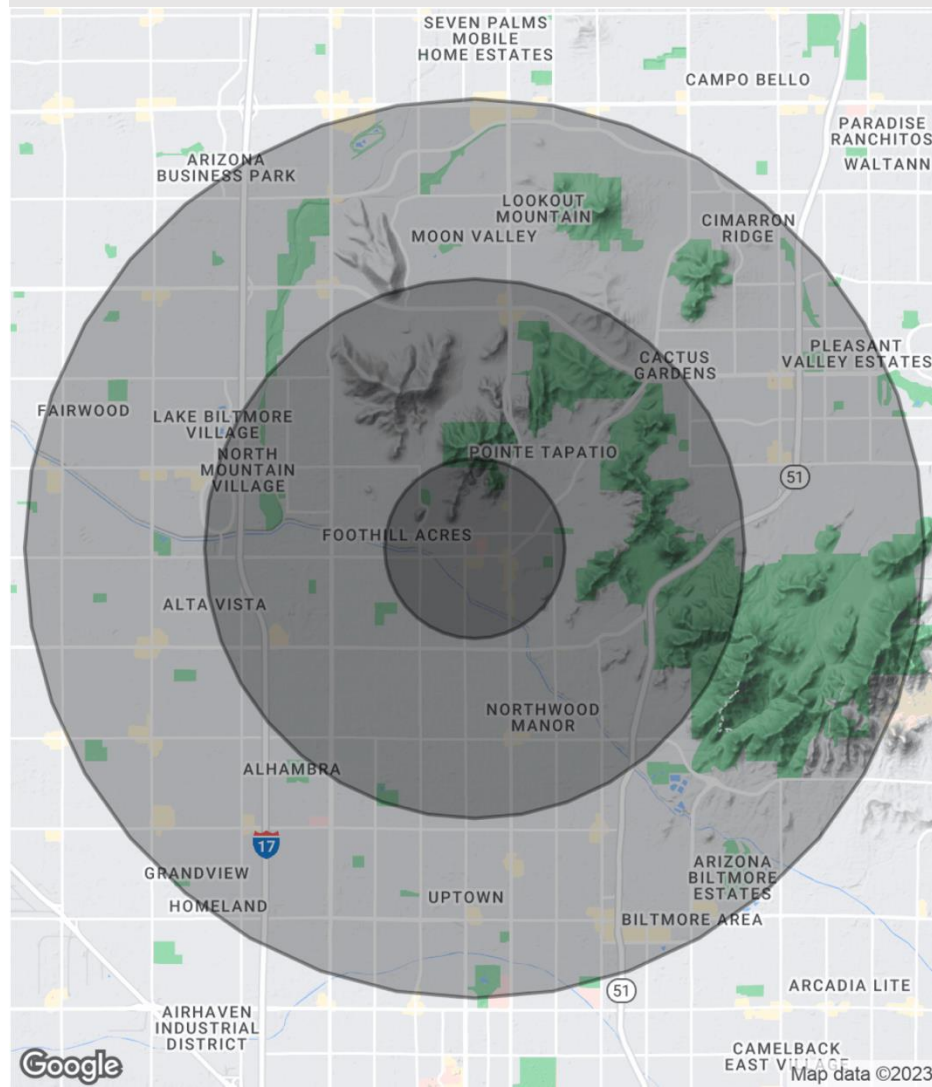 SEVEN PALMS
MOBILE
HOME ESTATES
CAMPO BELLO
PARADISE
RANCHITOS
WALTANN
ARIZONA
BUSINESS PARK
LOOKOUT
MOUNTAIN
CIMARRON
RIDGE
MOON VALLEY
PLEASANT
VALLEY ESTATES
CACTUS
GARDENS
FAIRWOOD
LAKE BILTMORE
VILLAGE
NORTH
MOUNTAIN
VILLAGE
POINTE TAPATIO
51
FOOTHILL ACRES
ALTA VISTA
NORTHWOOD
MANOR
ALHAMBRA
17
GRANDVIEW
HOMELAND
UPTOWN
ARIZONA
BILTMORE
ESTATES
BILTMORE AREA
51
ARCADIA LITE
AIRHAVEN
INDUSTRIAL
DISTRICT
CAMELBACK
EAST VILLAGE
Google
Map data ©2023